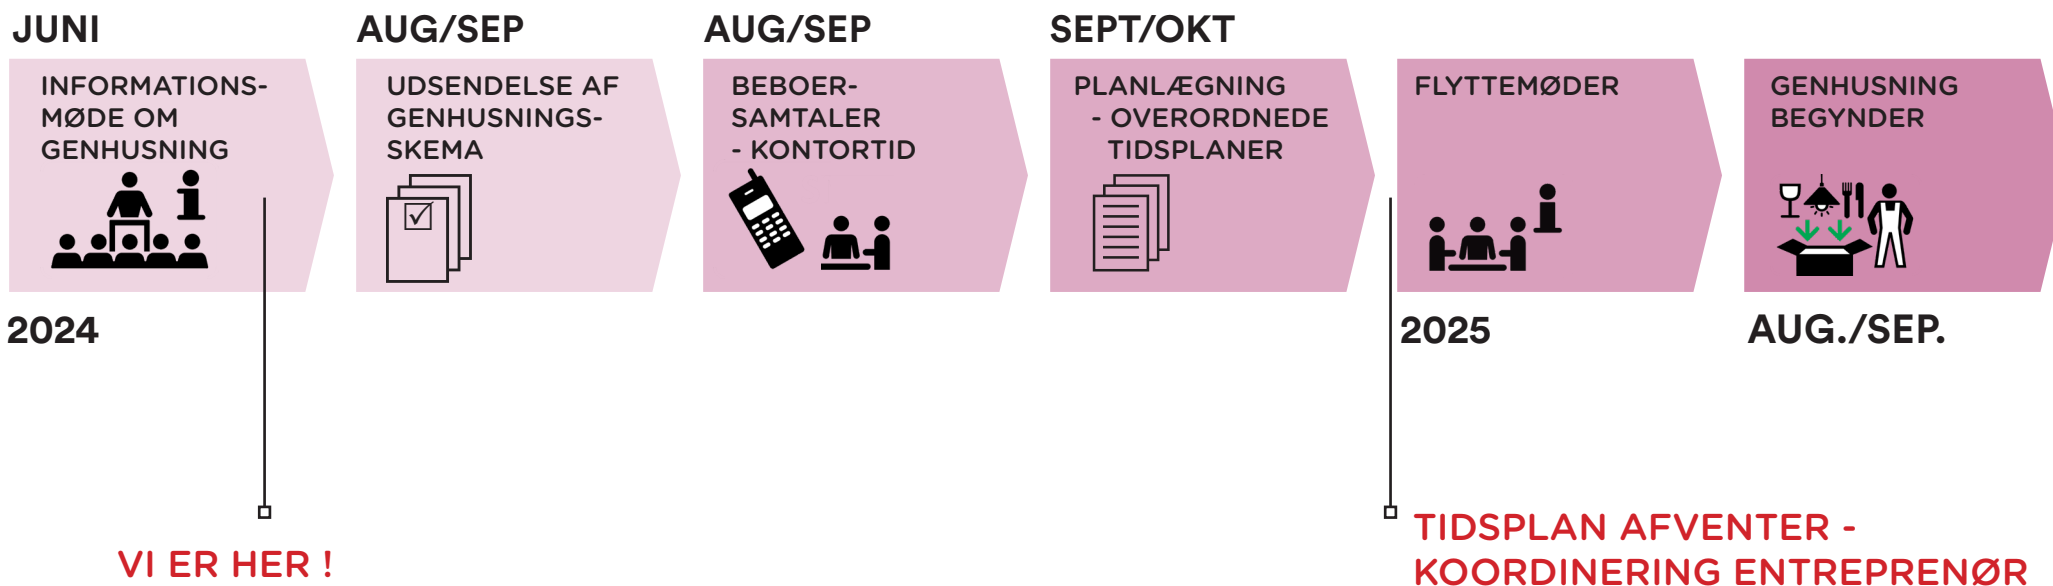 JUNI
INFORMATIONS-
MØDE OM
GENHUSNING
2024
AUG/SEP
UDSENDELSE AF
GENHUSNINGS-
SKEMA
AUG/SEP
BEBOER-
SAMTALER
- KONTORTID
SEPT/OKT
PLANLÆGNING
- OVERORDNEDE
TIDSPLANER
FLYTTEMØDER
2025
GENHUSNING
BEGYNDER
AUG./SEP.
VI ER HER !
TIDSPLAN AFVENTER -
KOORDINERING ENTREPRENØR